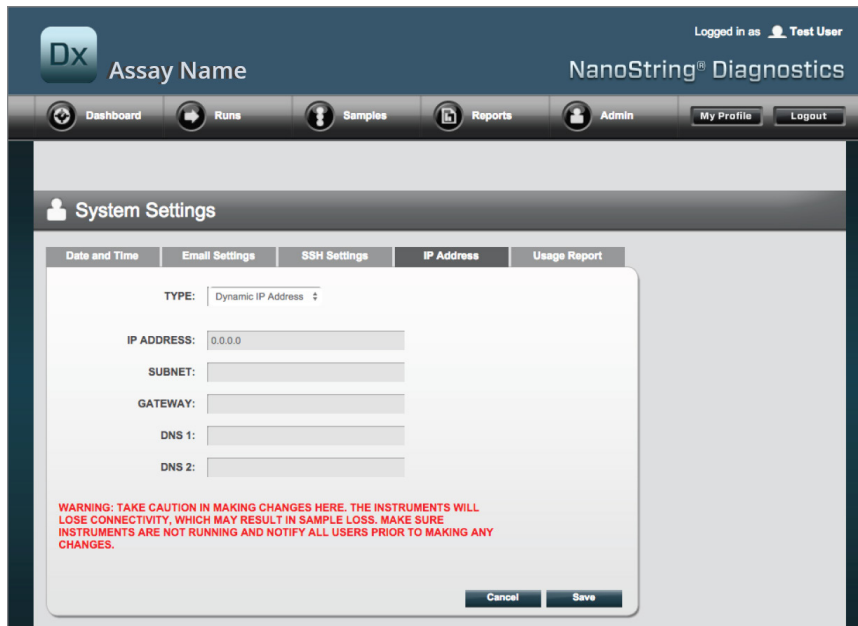 Logged in as Test User
Dx
Assay Name
NanoString® Diagnostics
Dashboard Runs Samples Reports Admin My Profile Logout
System Settings
Date and Time Email Settings SSH Settings IP Address Usage Report
TYPE: Dynamic IP Address
IP ADDRESS: 0.0.0.0
SUBNET:
GATEWAY:
DNS 1:
DNS 2:
WARNING: TAKE CAUTION IN MAKING CHANGES HERE. THE INSTRUMENTS WILL
LOSE CONNECTIVITY, WHICH MAY RESULT IN SAMPLE LOSS. MAKE SURE
INSTRUMENTS ARE NOT RUNNING AND NOTIFY ALL USERS PRIOR TO MAKING ANY
CHANGES.
Cancel Save